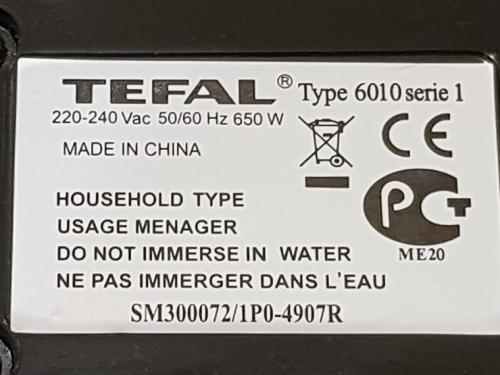 TEFAL® Type 6010 serie 1
220-240 Vac 50/60 Hz 650 W
MADE IN CHINA
CE
PCT
ME20
HOUSEHOLD TYPE
USAGE MENAGER
DO NOT IMMERSE IN WATER
NE PAS IMMERGER DANS L'EAU
SM300072/1P0-4907R